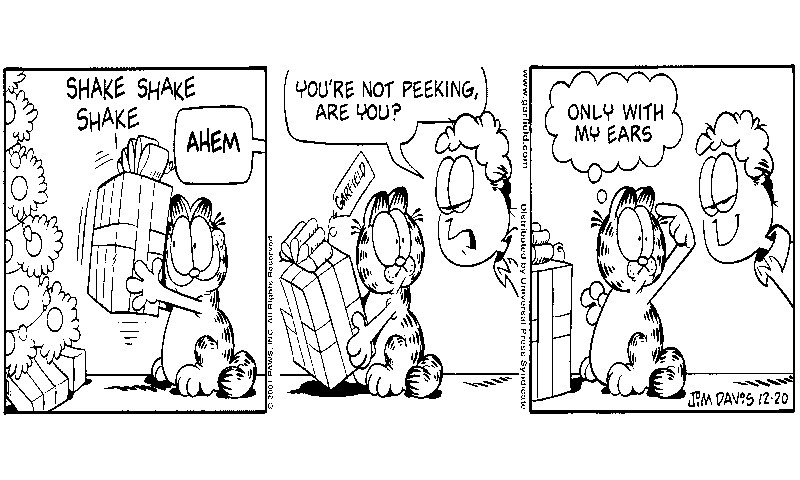 SHAKE SHAKE
SHAKE
AHEM
© 2001 PAWS, INC. All Rights Reserved.
YOU'RE NOT PEEKING,
ARE YOU?
GARFIELD
www.garfield.com
Distributed by Universal Press Syndicate
ONLY WITH
MY EARS
JIM DAVIS 12-20